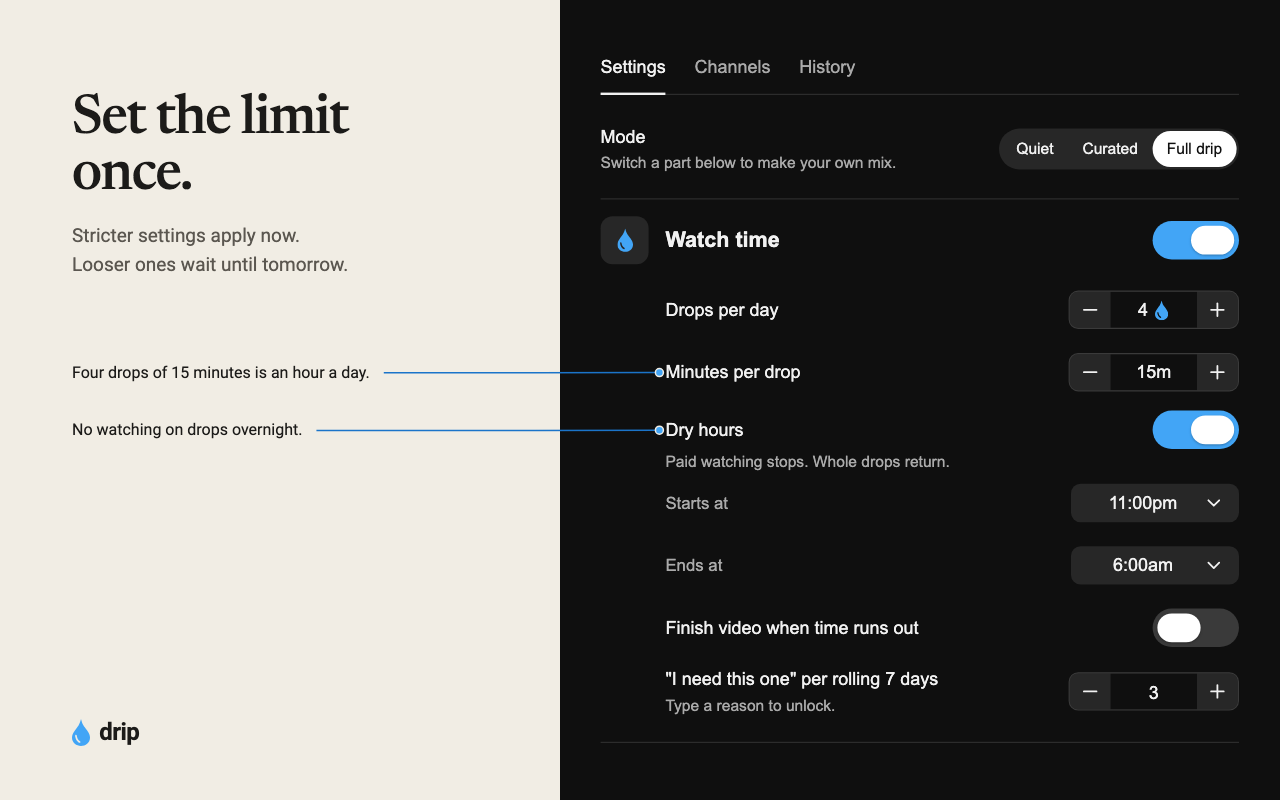 Set the limit
once.
Stricter settings apply now.
Looser ones wait until tomorrow.
Four drops of 15 minutes is an hour a day.
No watching on drops overnight.
drip
Settings Channels History
Mode
Switch a part below to make your own mix.
Quiet Curated Full drip
Watch time
Drops per day
4
Minutes per drop
15m
Dry hours
Paid watching stops. Whole drops return.
Starts at
11:00pm
Ends at
6:00am
Finish video when time runs out
"I need this one" per rolling 7 days
Type a reason to unlock.
3